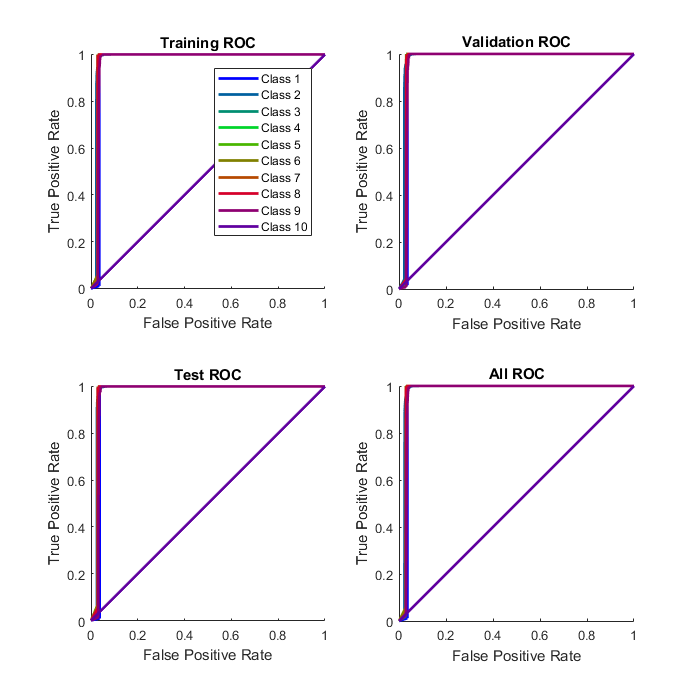 Training ROC
True Positive Rate
1
0.8
0.6
0.4
0.2
0
Class 1
Class 2
Class 3
Class 4
Class 5
Class 6
Class 7
Class 8
Class 9
Class 10
0 0.2 0.4 0.6 0.8 1
False Positive Rate
Validation ROC
True Positive Rate
1
0.8
0.6
0.4
0.2
0
0 0.2 0.4 0.6 0.8 1
False Positive Rate
Test ROC
True Positive Rate
1
0.8
0.6
0.4
0.2
0
0 0.2 0.4 0.6 0.8 1
False Positive Rate
All ROC
True Positive Rate
1
0.8
0.6
0.4
0.2
0
0 0.2 0.4 0.6 0.8 1
False Positive Rate